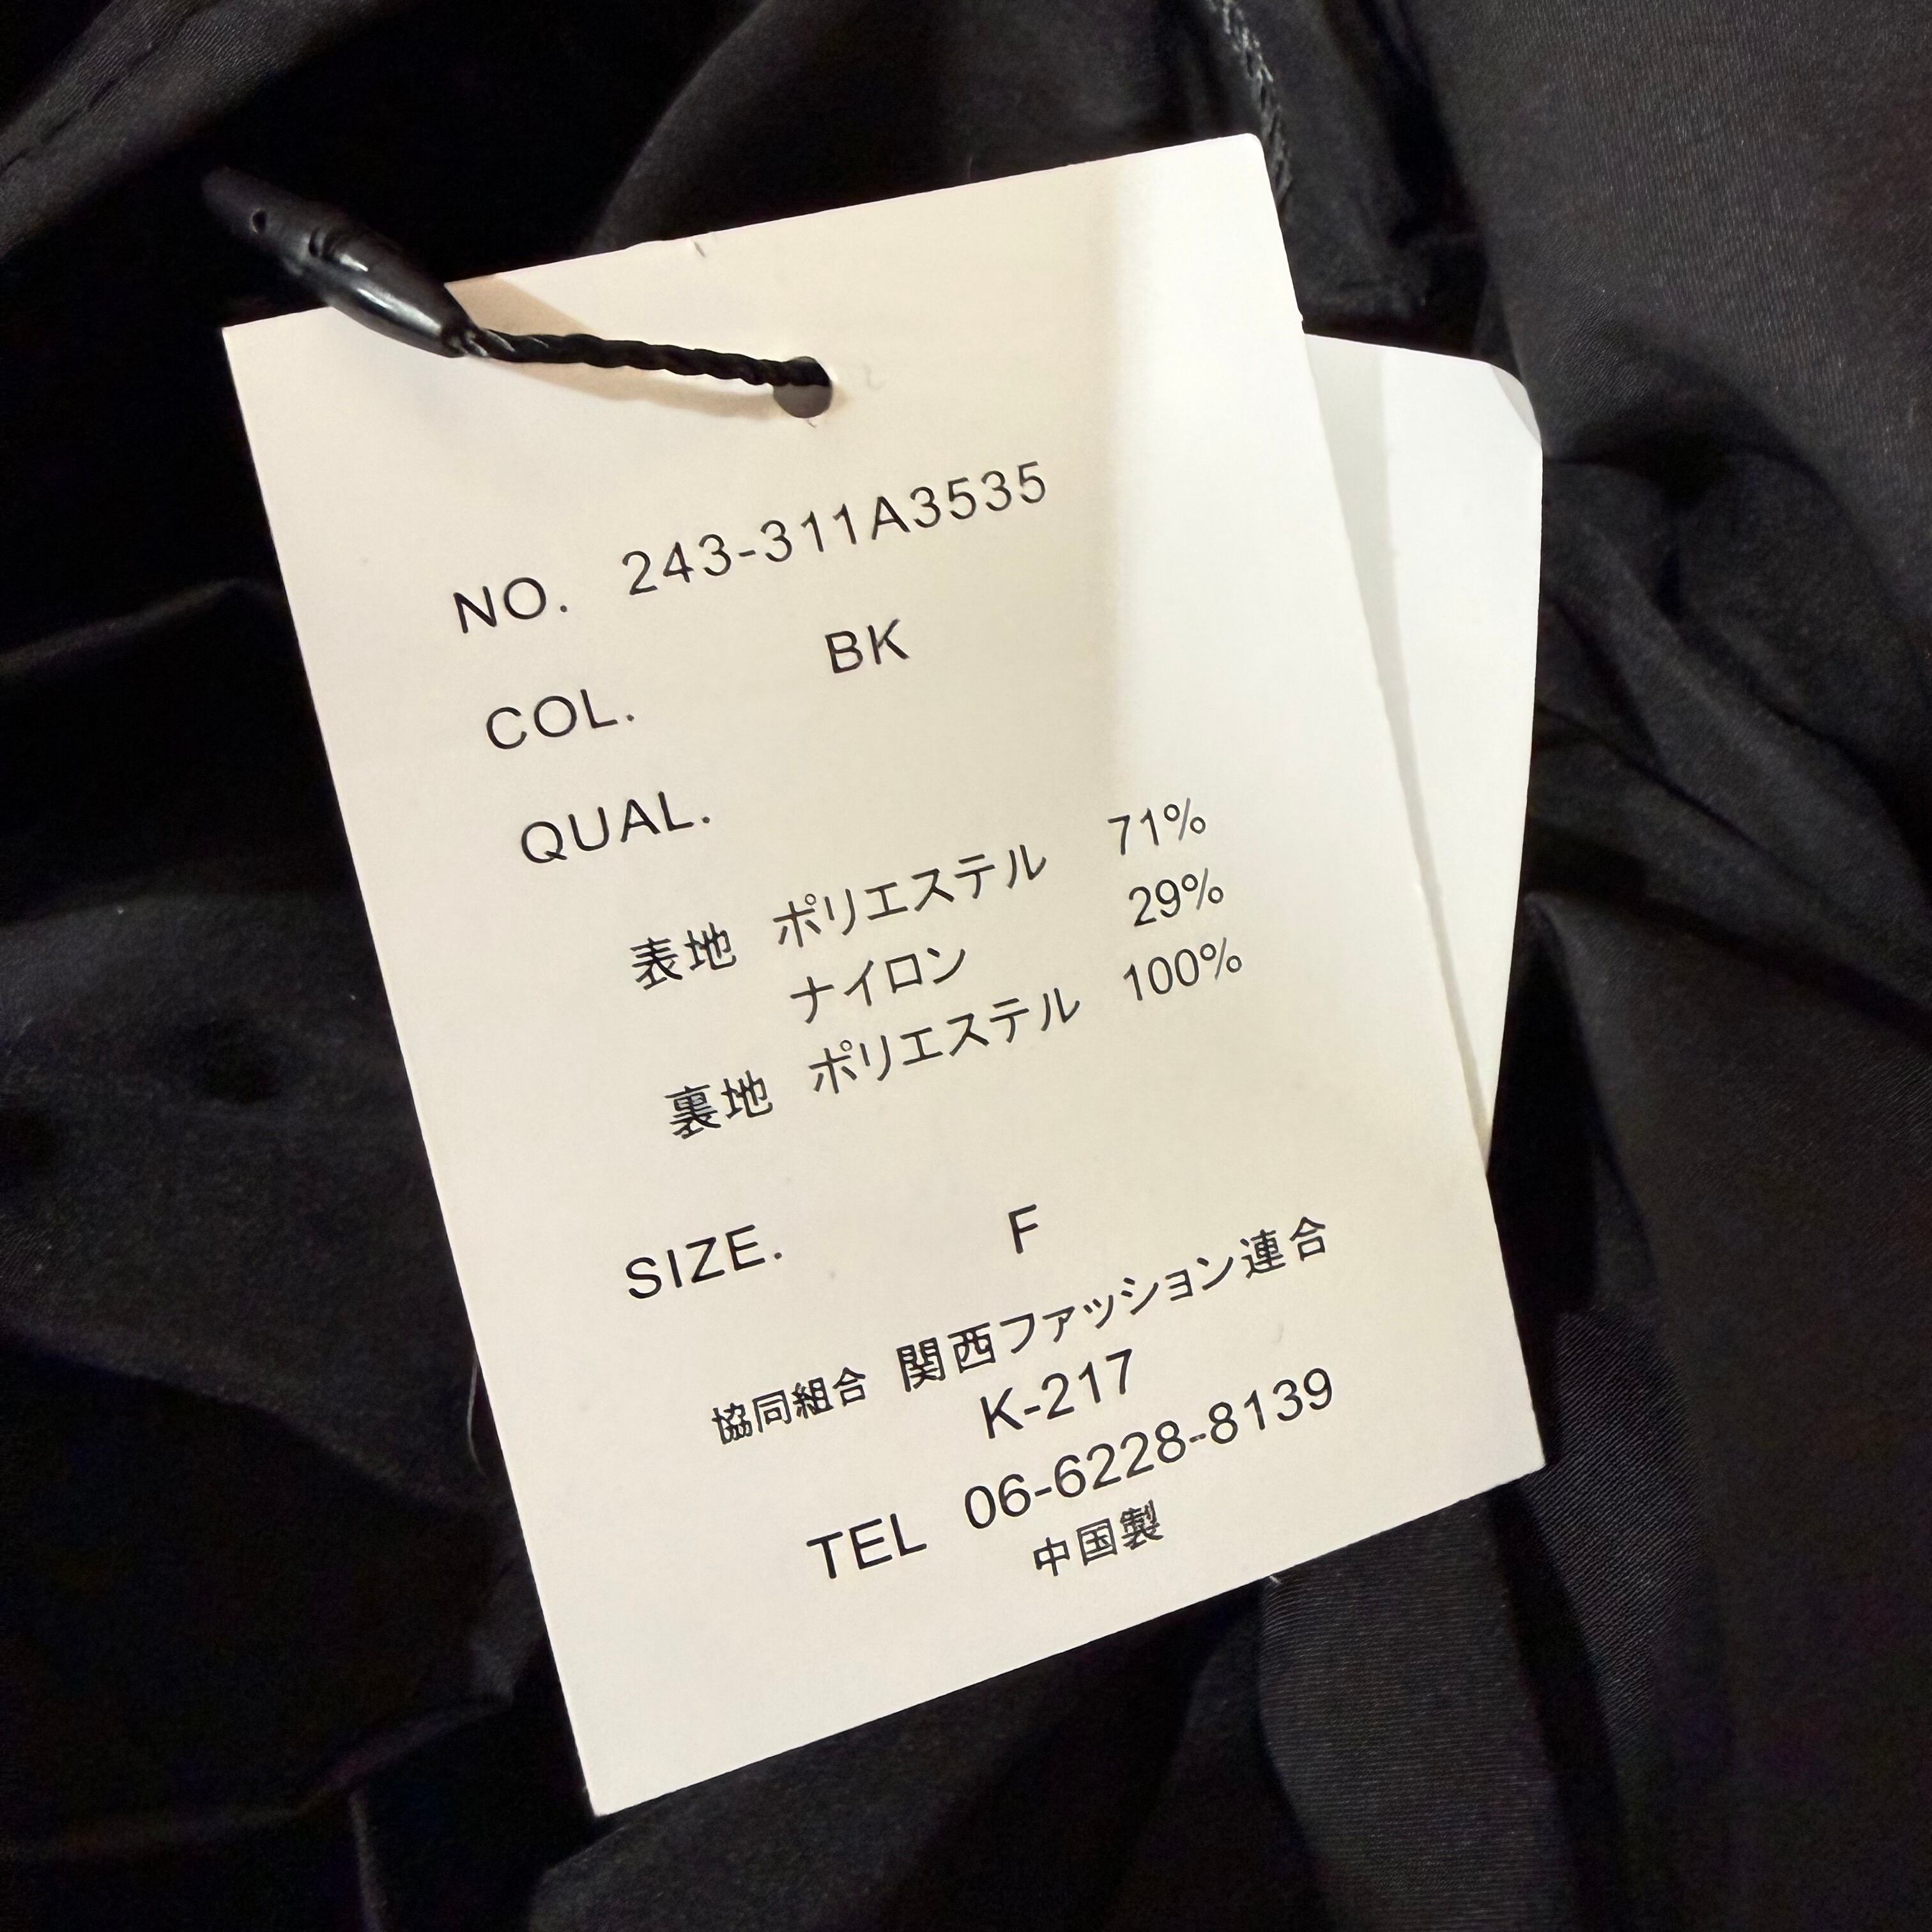 NO. 243-311A3535
COL. BK
QUAL.
表地 ポリエステル 71%
ナイロン 29%
裏地 ポリエステル 100%
SIZE. F
協同組合 関西ファッション連合
K-217
TEL 06-6228-8139
中国製